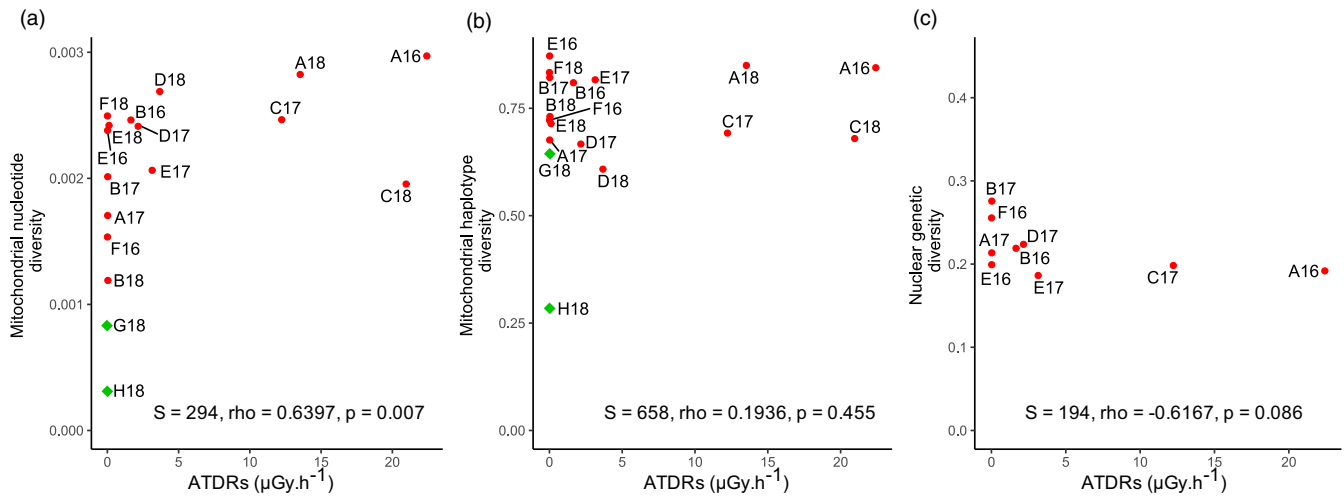 (a)
Mitochondrial nucleotide
diversity
0.003
0.002
0.001
0.000
A16
A18
D18
F18
B16
C17
E18
D17
E16
E17
B17
C18
A17
F16
B18
G18
H18
S = 294, rho = 0.6397, p = 0.007
0
5
10
15
20
ATDRs (μGy.h⁻¹)
(b)
Mitochondrial haplotype
diversity
0.75
0.50
0.25
0.00
E16
F18
E17
A18
A16
B17
B16
B18
F16
E18
C17
C18
D17
A17
G18
D18
H18
S = 658, rho = 0.1936, p = 0.455
0
5
10
15
20
ATDRs (μGy.h⁻¹)
(c)
Nuclear genetic
diversity
0.4
0.3
0.2
0.1
0.0
B17
F16
A17
D17
B16
E16
E17
C17
A16
S = 194, rho = -0.6167, p = 0.086
0
5
10
15
20
ATDRs (μGy.h⁻¹)